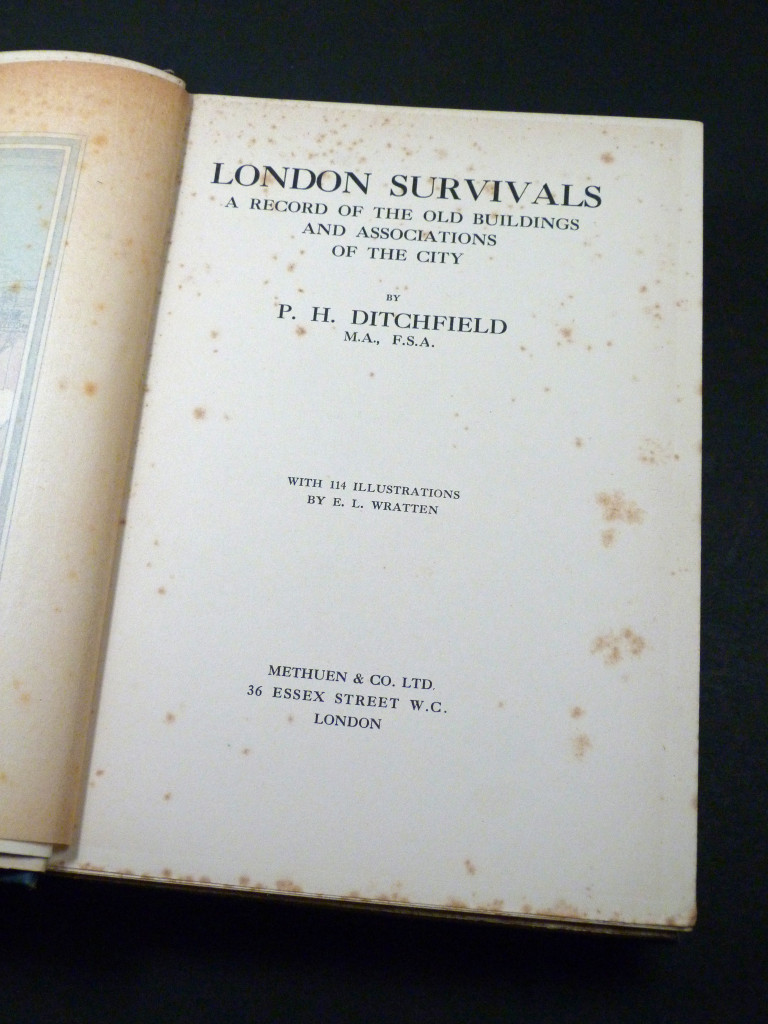 LONDON SURVIVALS
A RECORD OF THE OLD BUILDINGS
AND ASSOCIATIONS
OF THE CITY
BY
P. H. DITCHFIELD
M.A., F.S.A.
WITH 114 ILLUSTRATIONS
BY E. L. WRATTEN
METHUEN & CO. LTD.
36 ESSEX STREET W.C.
LONDON